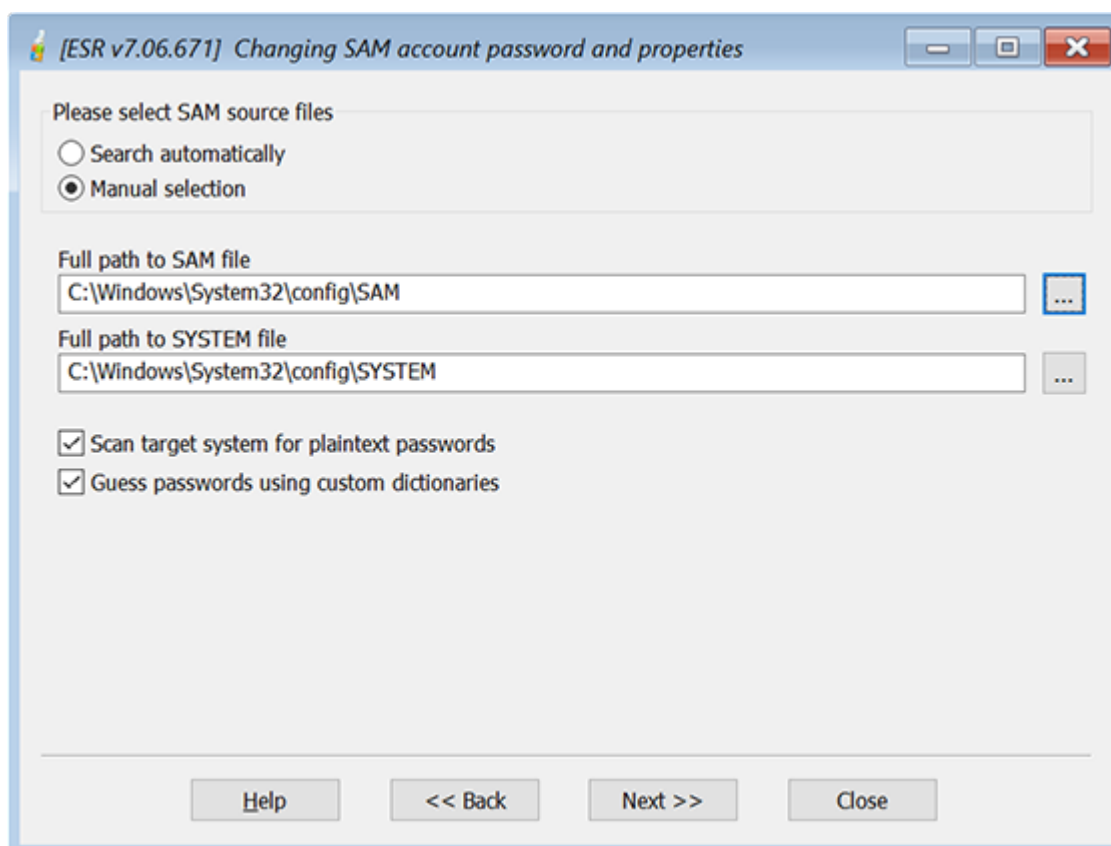 [ESR v7.06.671] Changing SAM account password and properties
Please select SAM source files
Search automatically
Manual selection
Full path to SAM file
C:\Windows\System32\config\SAM
...
Full path to SYSTEM file
C:\Windows\System32\config\SYSTEM
...
Scan target system for plaintext passwords
Guess passwords using custom dictionaries
Help << Back Next >> Close